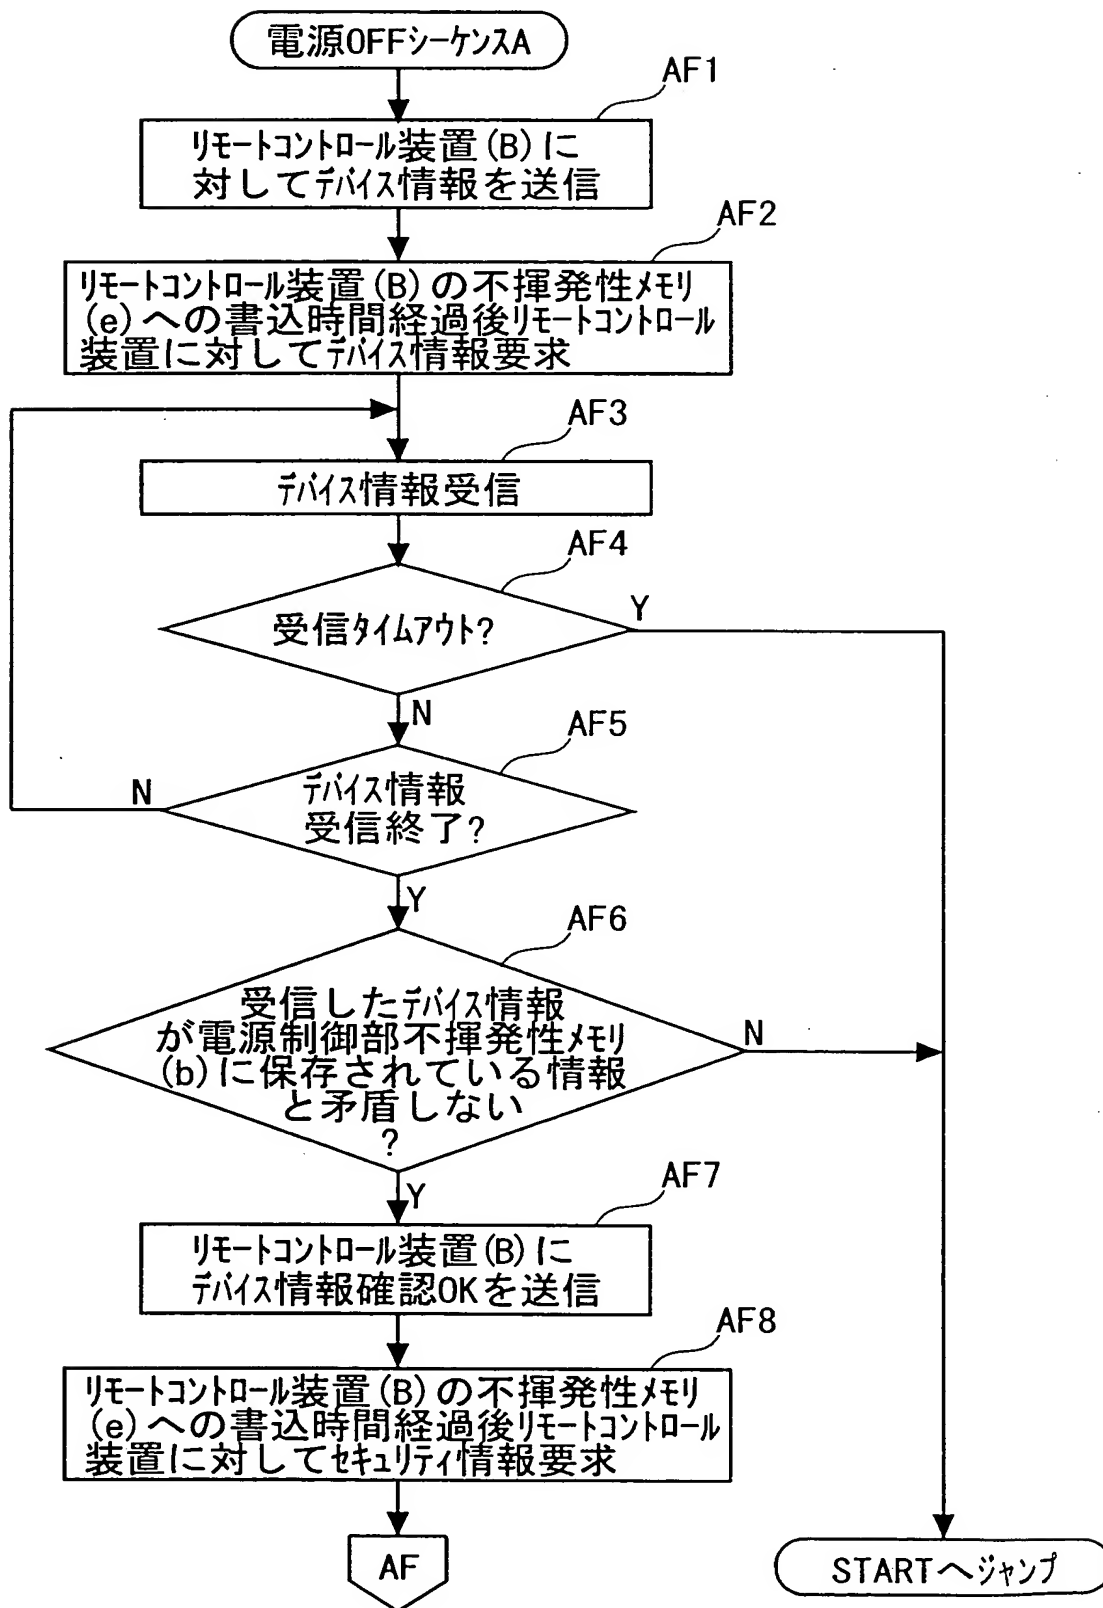 電源OFFシーケンスA
AF1
リモートコントロール装置(B)に
対してデバイス情報を送信
AF2
リモートコントロール装置(B)の不揮発性メモリ
(e)への書込時間経過後リモートコントロール
装置に対してデバイス情報要求
AF3
デバイス情報受信
AF4
受信タイムアウト?
Y
N
AF5
デバイス情報
受信終了?
N
Y
AF6
受信したデバイス情報
が電源制御部不揮発性メモリ
(b)に保存されている情報
と矛盾しない
?
N
Y
AF7
リモートコントロール装置(B)に
デバイス情報確認OKを送信
AF8
リモートコントロール装置(B)の不揮発性メモリ
(e)への書込時間経過後リモートコントロール
装置に対してセキュリティ情報要求
AF
STARTへジャンプ